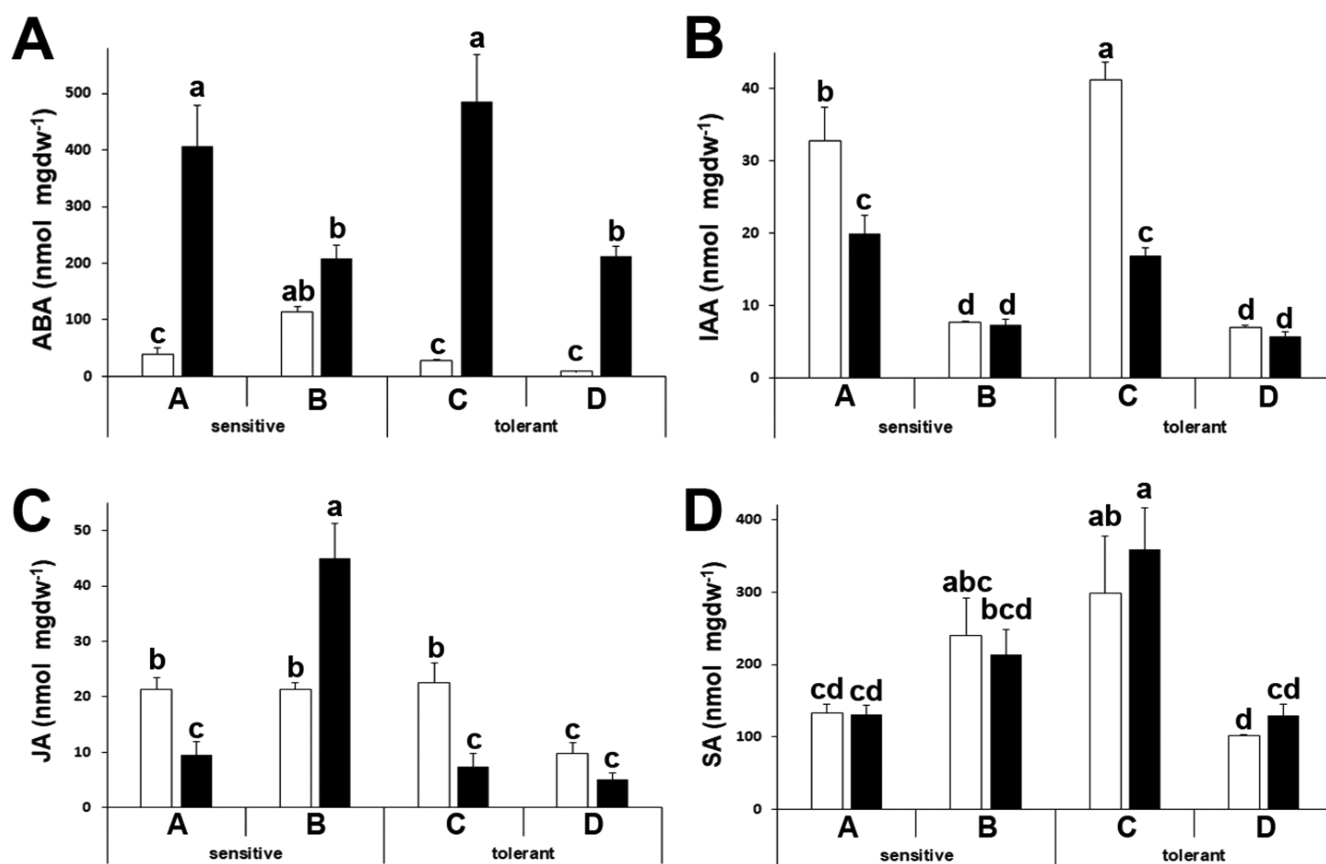 A
ABA (nmol mgdw-1)
500
400
300
200
100
0
c
a
ab
b
c
a
c
b
A
B
C
D
sensitive
tolerant
B
IAA (nmol mgdw-1)
40
30
20
10
0
b
c
d
d
a
c
d
d
A
B
C
D
sensitive
tolerant
C
JA (nmol mgdw-1)
50
40
30
20
10
0
b
c
b
a
b
c
c
c
A
B
C
D
sensitive
tolerant
D
SA (nmol mgdw-1)
400
300
200
100
0
cd
cd
abc
bcd
ab
a
d
cd
A
B
C
D
sensitive
tolerant